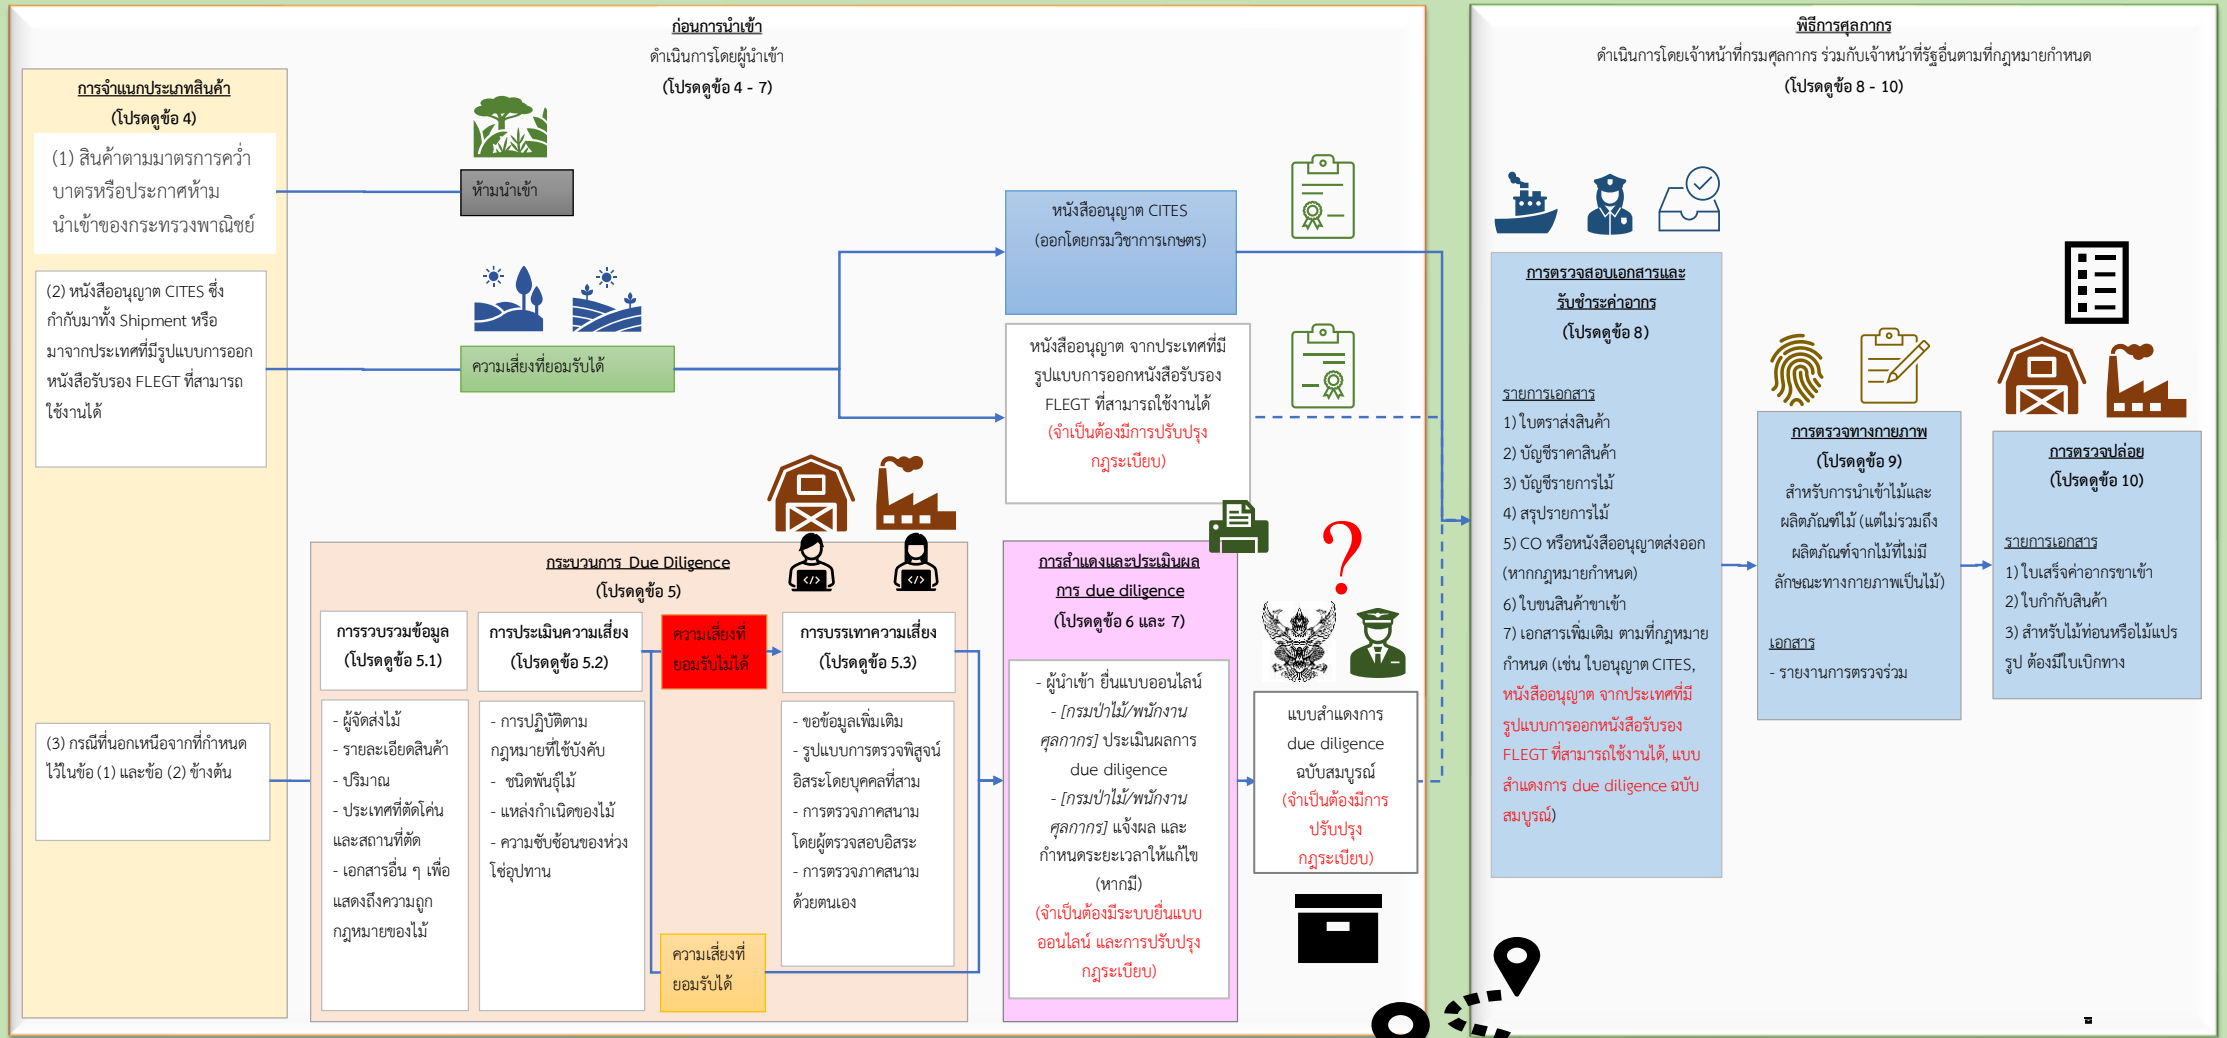 ก่อนการนำเข้า
ดำเนินการโดยผู้นำเข้า
(โปรดดูข้อ 4 - 7)
การจำแนกประเภทสินค้า
(โปรดดูข้อ 4)
(1) สินค้าตามมาตรการคว่ำ
บาตรหรือประกาศห้าม
นำเข้าของกระทรวงพาณิชย์
(2) หนังสืออนุญาต CITES ซึ่ง
กำกับมาทั้ง Shipment หรือ
มาจากประเทศที่มีรูปแบบการออก
หนังสือรับรอง FLEGT ที่สามารถ
ใช้งานได้
(3) กรณีที่นอกเหนือจากที่กำหนด
ไว้ในข้อ (1) และข้อ (2) ข้างต้น
ห้ามนำเข้า
ความเสี่ยงที่ยอมรับได้
หนังสืออนุญาต CITES
(ออกโดยกรมวิชาการเกษตร)
หนังสืออนุญาต จากประเทศที่มี
รูปแบบการออกหนังสือรับรอง
FLEGT ที่สามารถใช้งานได้
(จำเป็นต้องมีการปรับปรุง
กฎระเบียบ)
กระบวนการ Due Diligence
(โปรดดูข้อ 5)
การรวบรวมข้อมูล
(โปรดดูข้อ 5.1)
- ผู้จัดส่งไม้
- รายละเอียดสินค้า
- ปริมาณ
- ประเทศที่ตัดโค่น
และสถานที่ตัด
- เอกสารอื่น ๆ เพื่อ
แสดงถึงความถูก
กฎหมายของไม้
การประเมินความเสี่ยง
(โปรดดูข้อ 5.2)
- การปฏิบัติตาม
กฎหมายที่ใช้บังคับ
- ชนิดพันธุ์ไม้
- แหล่งกำเนิดของไม้
- ความซับซ้อนของห่วง
โซ่อุปทาน
ความเสี่ยงที่
ยอมรับไม่ได้
ความเสี่ยงที่
ยอมรับได้
การบรรเทาความเสี่ยง
(โปรดดูข้อ 5.3)
- ขอข้อมูลเพิ่มเติม
- รูปแบบการตรวจพิสูจน์
อิสระโดยบุคคลที่สาม
- การตรวจภาคสนาม
โดยผู้ตรวจสอบอิสระ
- การตรวจภาคสนาม
ด้วยตนเอง
การสำแดงและประเมินผล
การ due diligence
(โปรดดูข้อ 6 และ 7)
- ผู้นำเข้า ยื่นแบบออนไลน์
- [กรมป่าไม้/พนักงาน
ศุลกากร] ประเมินผลการ
due diligence
- [กรมป่าไม้/พนักงาน
ศุลกากร] แจ้งผล และ
กำหนดระยะเวลาให้แก้ไข
(หากมี)
(จำเป็นต้องมีระบบยื่นแบบ
ออนไลน์ และการปรับปรุง
กฎระเบียบ)
?
แบบสำแดงการ
due diligence
ฉบับสมบูรณ์
(จำเป็นต้องมีการ
ปรับปรุง
กฎระเบียบ)
พิธีการศุลกากร
ดำเนินการโดยเจ้าหน้าที่กรมศุลกากร ร่วมกับเจ้าหน้าที่รัฐอื่นตามที่กฎหมายกำหนด
(โปรดดูข้อ 8 - 10)
การตรวจสอบเอกสารและ
รับชำระค่าอากร
(โปรดดูข้อ 8)
รายการเอกสาร
1) ใบตราส่งสินค้า
2) บัญชีราคาสินค้า
3) บัญชีรายการไม้
4) สรุปรายการไม้
5) CO หรือหนังสืออนุญาตส่งออก
(หากกฎหมายกำหนด)
6) ใบขนสินค้าขาเข้า
7) เอกสารเพิ่มเติม ตามที่กฎหมาย
กำหนด (เช่น ใบอนุญาต CITES,
หนังสืออนุญาต จากประเทศที่มี
รูปแบบการออกหนังสือรับรอง
FLEGT ที่สามารถใช้งานได้, แบบ
สำแดงการ due diligence ฉบับ
สมบูรณ์)
การตรวจทางกายภาพ
(โปรดดูข้อ 9)
สำหรับการนำเข้าไม้และ
ผลิตภัณฑ์ไม้ (แต่ไม่รวมถึง
ผลิตภัณฑ์จากไม้ที่ไม่มี
ลักษณะทางกายภาพเป็นไม้)
เอกสาร
- รายงานการตรวจร่วม
การตรวจปล่อย
(โปรดดูข้อ 10)
รายการเอกสาร
1) ใบเสร็จค่าอากรขาเข้า
2) ใบกำกับสินค้า
3) สำหรับไม้ท่อนหรือไม้แปร
รูป ต้องมีใบเบิกทาง